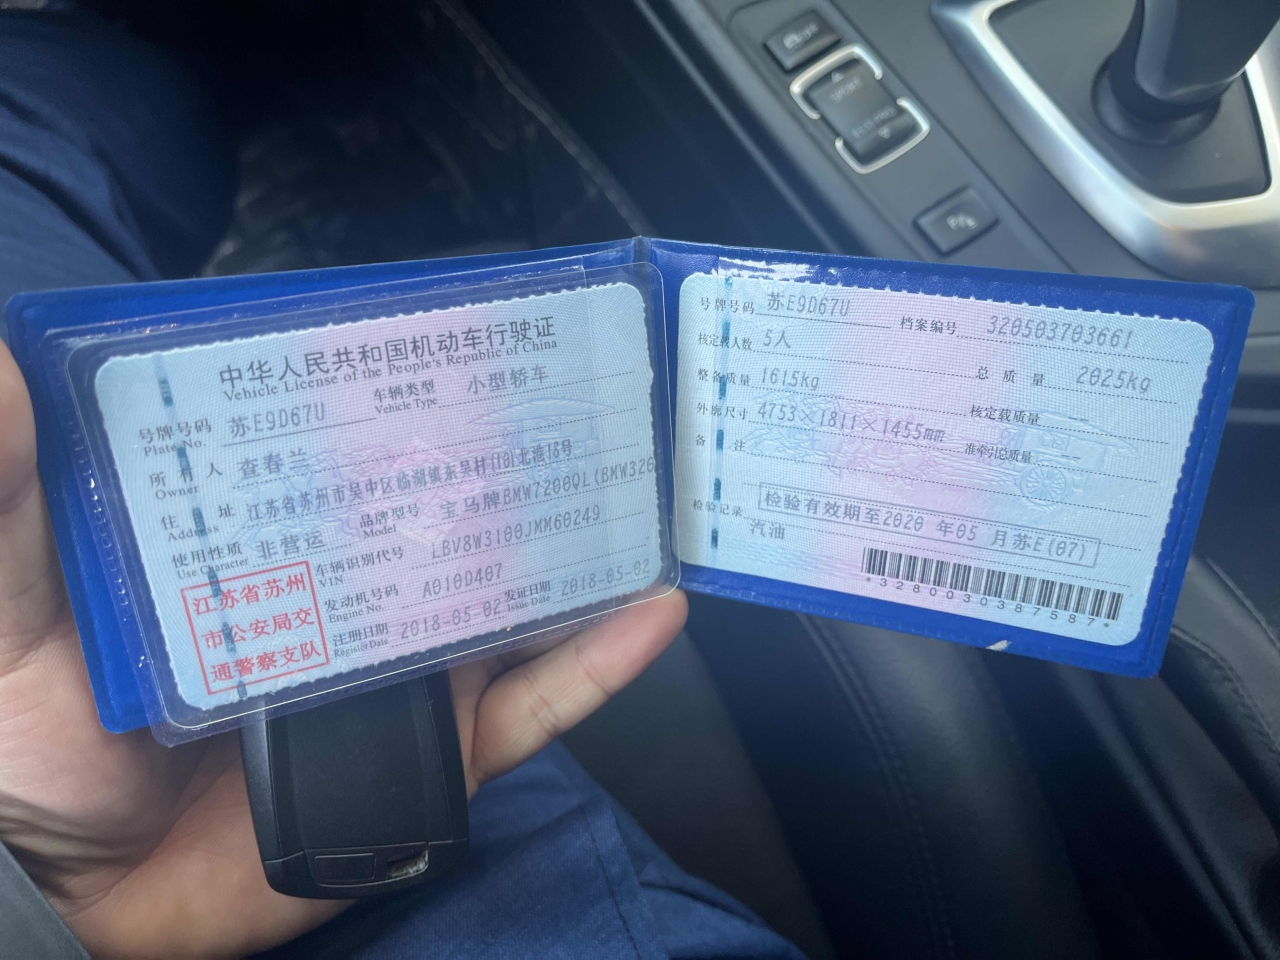 中华人民共和国机动车行驶证
Vehicle License of the People's Republic of China
号牌号码 苏E9D67U 车辆类型 小型轿车
Plate No. Vehicle Type
所有人 查春兰
Owner
住址 江苏省苏州市吴中区临湖镇东吴村(10)北港18号
Address
使用性质 非营运 品牌型号 宝马牌BMW7200QL(BMW320
Use Character Model
车辆识别代号 LBV8W3100JMM60249
VIN
发动机号码 A010D407
Engine No.
注册日期 2018-05-02 发证日期 2018-05-02
Register Date Issue Date
江苏省苏州
市公安局交
通警察支队
号牌号码 苏E9D67U 档案编号 320503703661
核定载人数 5人 总质量 2025kg
整备质量 1615kg 核定载质量 --
外廓尺寸 4753×1811×1455mm 准牵引总质量 --
备注
检验记录 检验有效期至2020 年05 月苏E(07)
汽油
*3280030387587*
OFF
SPORT
ECO PRO
P